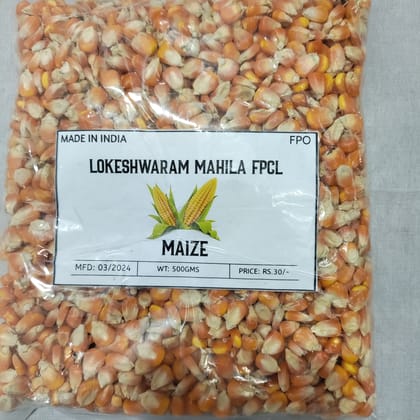 MADE IN INDIA FPO
LOKESHWARAM MAHILA FPCL
MAIZE
MFD: 03/2024 WT: 500GMS PRICE: RS.30/-